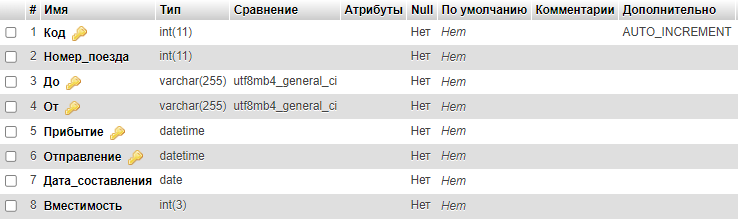 # Имя Тип Сравнение Атрибуты Null По умолчанию Комментарии Дополнительно
1 Код int(11) Нет Нет AUTO_INCREMENT
2 Номер_поезда int(11) Нет Нет
3 До varchar(255) utf8mb4_general_ci Нет Нет
4 От varchar(255) utf8mb4_general_ci Нет Нет
5 Прибытие datetime Нет Нет
6 Отправление datetime Нет Нет
7 Дата_составления date Нет Нет
8 Вместимость int(3) Нет Нет